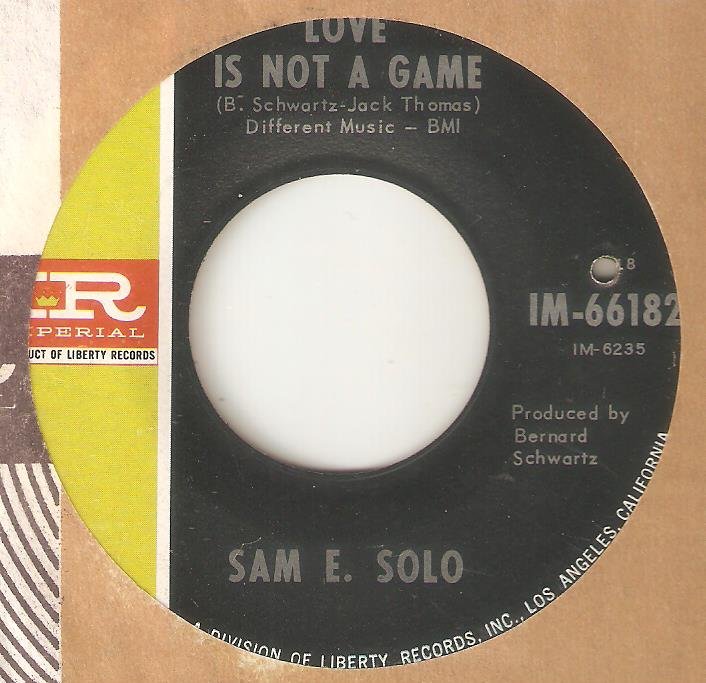 LOVE
IS NOT A GAME
(B. Schwartz-Jack Thomas)
Different Music – BMI
IR
PERIAL
UCT OF LIBERTY RECORDS
IM-66182
IM-6235
Produced by
Bernard
Schwartz
SAM E. SOLO
A DIVISION OF LIBERTY RECORDS, INC., LOS ANGELES, CALIFORNIA